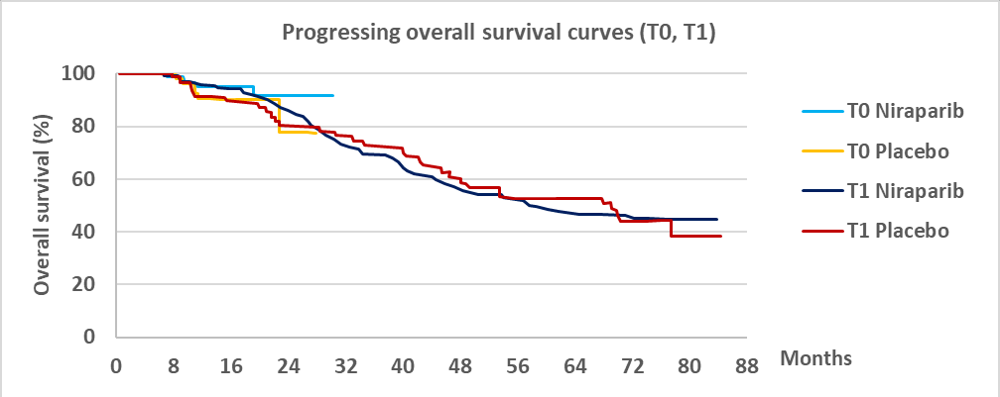 Progressing overall survival curves (T0, T1)
Overall survival (%)
100
80
60
40
20
0
0 8 16 24 32 40 48 56 64 72 80 88
Months
T0 Niraparib
T0 Placebo
T1 Niraparib
T1 Placebo